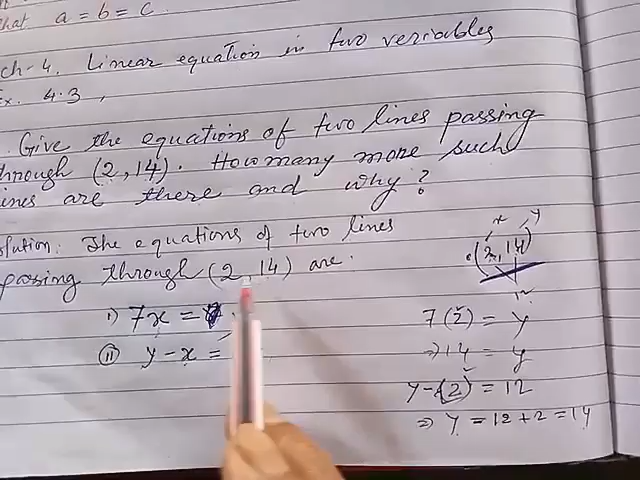 that a = b = c.
ch-4. Linear equation in two veriables
Ex. 4.3,
Give the equations of two lines passing
through (2, 14). How many more such
lines are there and why?
Solution: The equations of two lines
passing through (2, 14) are.
i) 7x =
ii) y - x =
x y
(2, 14)
12
7(2) = y
⇒ 14 = y
y - (2) = 12
⇒ y = 12 + 2 = 14